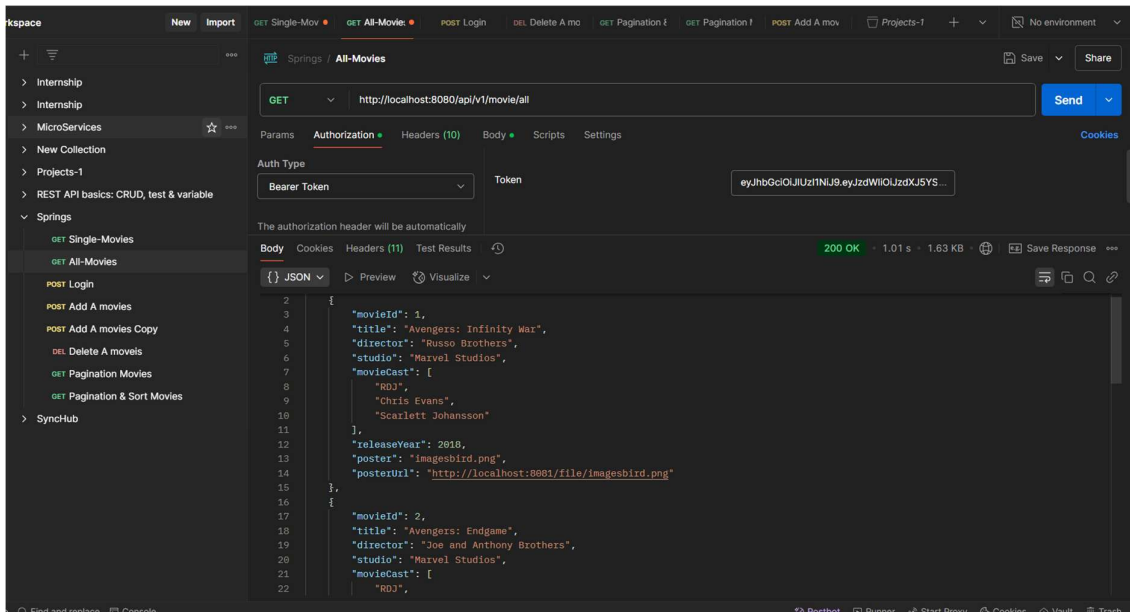 rkspace New Import GET Single-Mov GET All-Movie: POST Login DEL Delete A mo GET Pagination & GET Pagination M POST Add A mov Projects-1 No environment
HTTP Springs / All-Movies Save Share
Internship
Internship
MicroServices
New Collection
Projects-1
REST API basics: CRUD, test & variable
Springs
GET Single-Movies
GET All-Movies
POST Login
POST Add A movies
POST Add A movies Copy
DEL Delete A moveis
GET Pagination Movies
GET Pagination & Sort Movies
SyncHub
GET http://localhost:8080/api/v1/movie/all Send
Params Authorization Headers (10) Body Scripts Settings Cookies
Auth Type
Bearer Token
Token
The authorization header will be automatically
Body Cookies Headers (11) Test Results 200 OK 1.01 s 1.63 KB Save Response
{} JSON Preview Visualize
2 {
3 "movieId": 1,
4 "title": "Avengers: Infinity War",
5 "director": "Russo Brothers",
6 "studio": "Marvel Studios",
7 "movieCast": [
8 "RDJ",
9 "Chris Evans",
10 "Scarlett Johansson"
11 ],
12 "releaseYear": 2018,
13 "poster": "imagesbird.png",
14 "posterUrl": "http://localhost:8081/file/imagesbird.png"
15 },
16 {
17 "movieId": 2,
18 "title": "Avengers: Endgame",
19 "director": "Joe and Anthony Brothers",
20 "studio": "Marvel Studios",
21 "movieCast": [
22 "RDJ",
Find and replace Console Postbot Runner Start Proxy Cookies Vault Trash